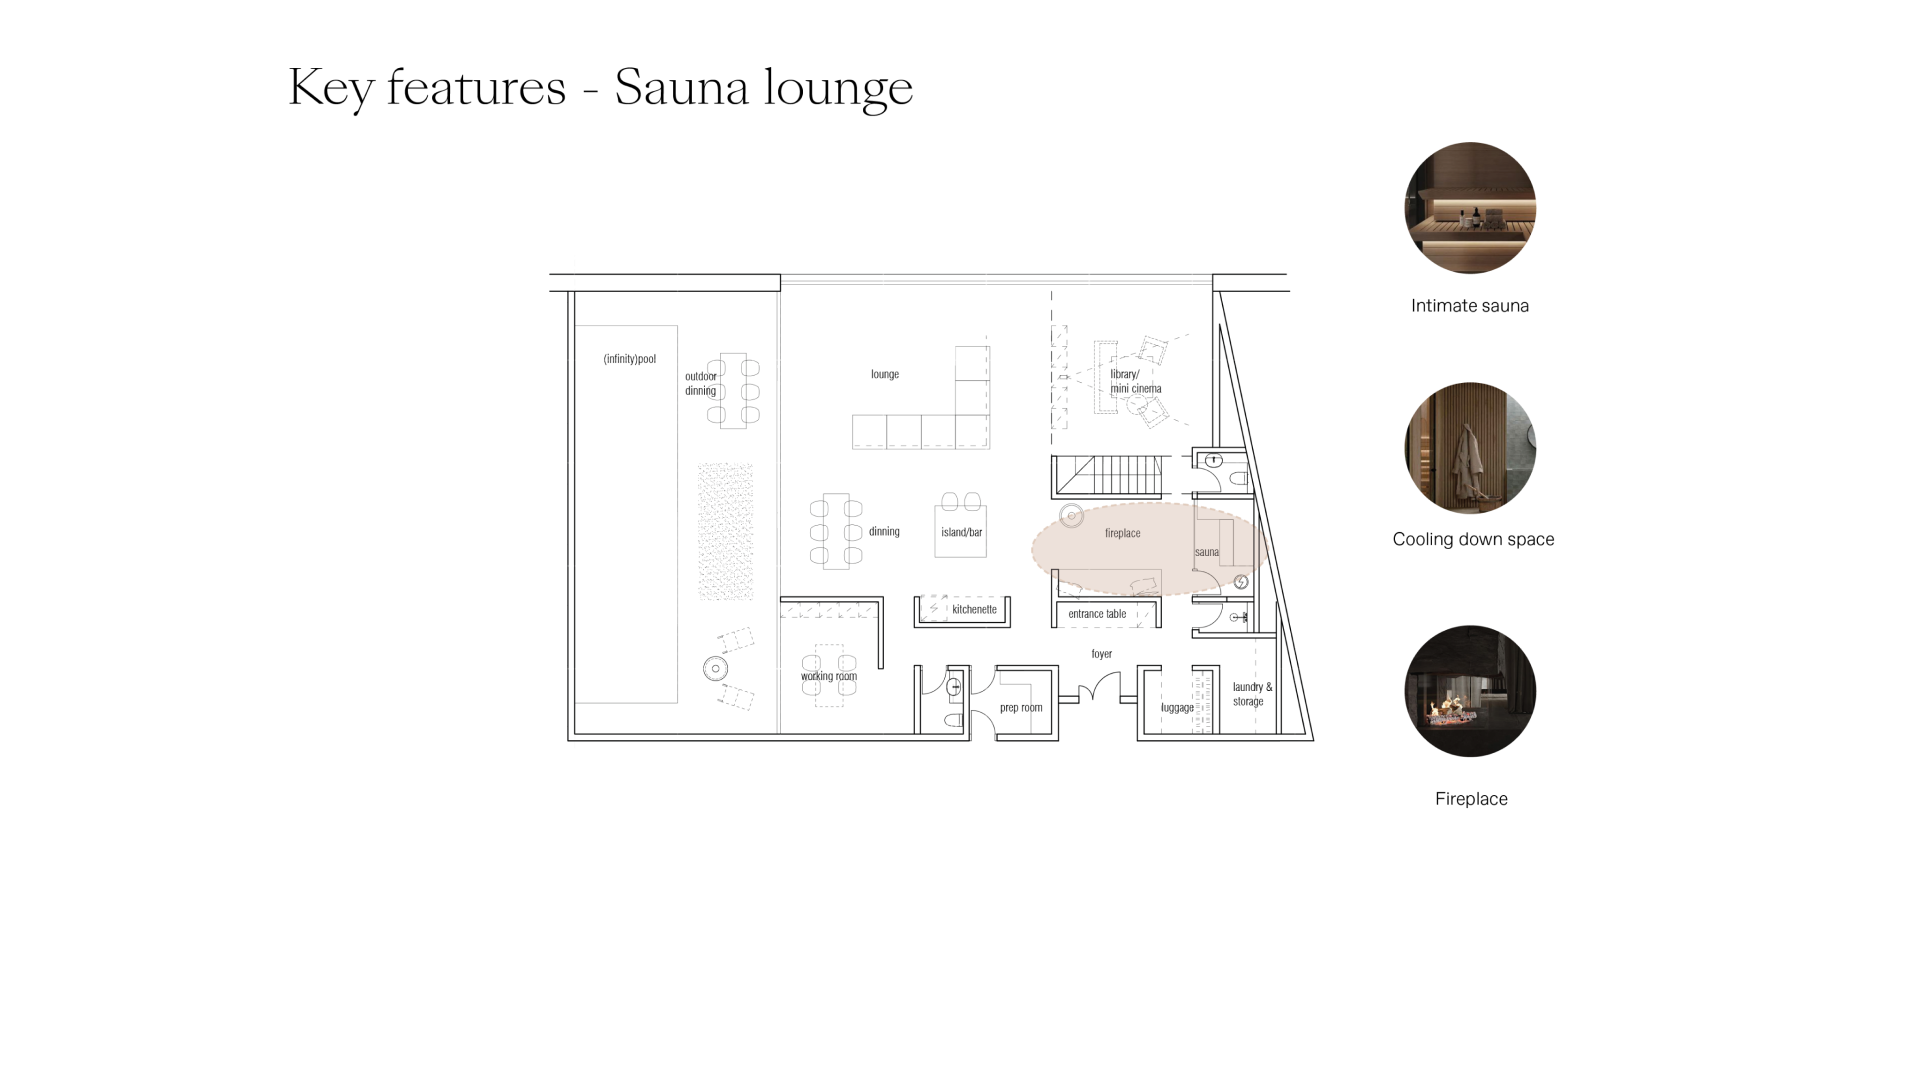 Key features - Sauna lounge
Intimate sauna
(infinity)pool
outdoor
dinning
lounge
library/
mini cinema
Cooling down space
dinning
island/bar
fireplace
sauna
kitchenette
entrance table
foyer
working room
prep room
luggage
laundry &
storage
Fireplace